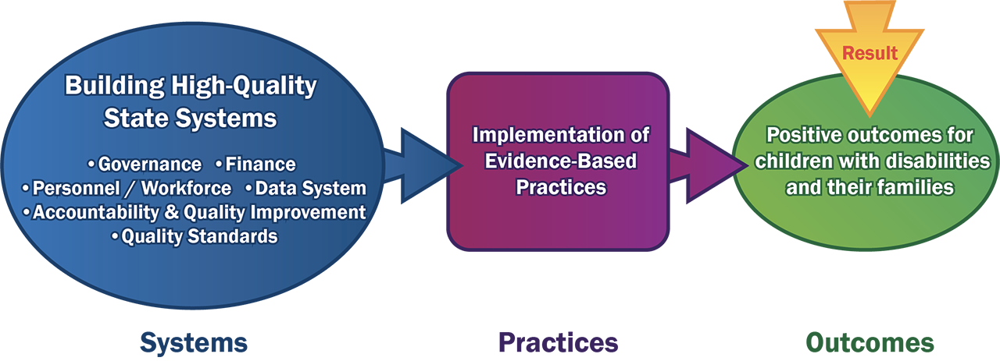 Building High-Quality
State Systems
•Governance •Finance
•Personnel / Workforce •Data System
•Accountability & Quality Improvement
•Quality Standards
Implementation of
Evidence-Based
Practices
Result
Positive outcomes for
children with disabilities
and their families
Systems
Practices
Outcomes